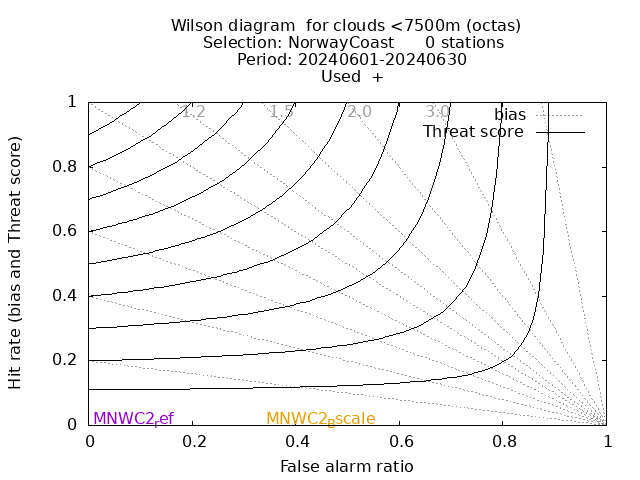 Wilson diagram  for clouds <7500m (octas)
Selection: NorwayCoast      0 stations
Period: 20240601-20240630
Used  +
1.2 1.5 2.0 3.0
bias
Threat score
Hit rate (bias and Threat score)
1
0.8
0.6
0.4
0.2
0
MNWC2ref MNWC2Bscale
0 0.2 0.4 0.6 0.8 1
False alarm ratio